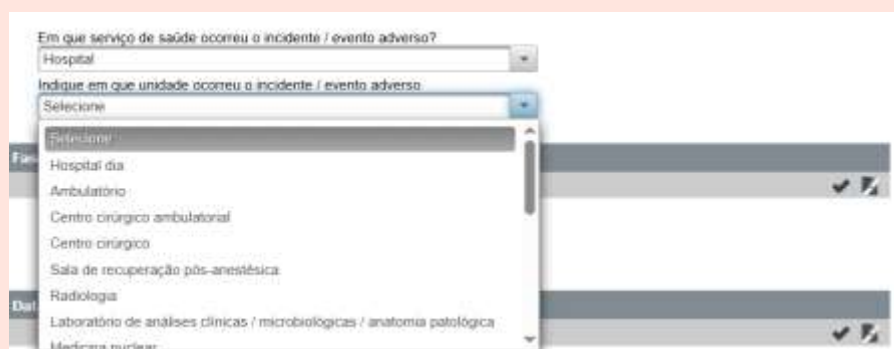 Em que serviço de saúde ocorreu o incidente / evento adverso?
Hospital
Indique em que unidade ocorreu o incidente / evento adverso
Selecione
Selecione
Hospital dia
Ambulatório
Centro cirúrgico ambulatorial
Centro cirúrgico
Sala de recuperação pós-anestésica
Radiologia
Laboratório de análises clínicas / microbiológicas / anatomia patológica
Medicina nuclear